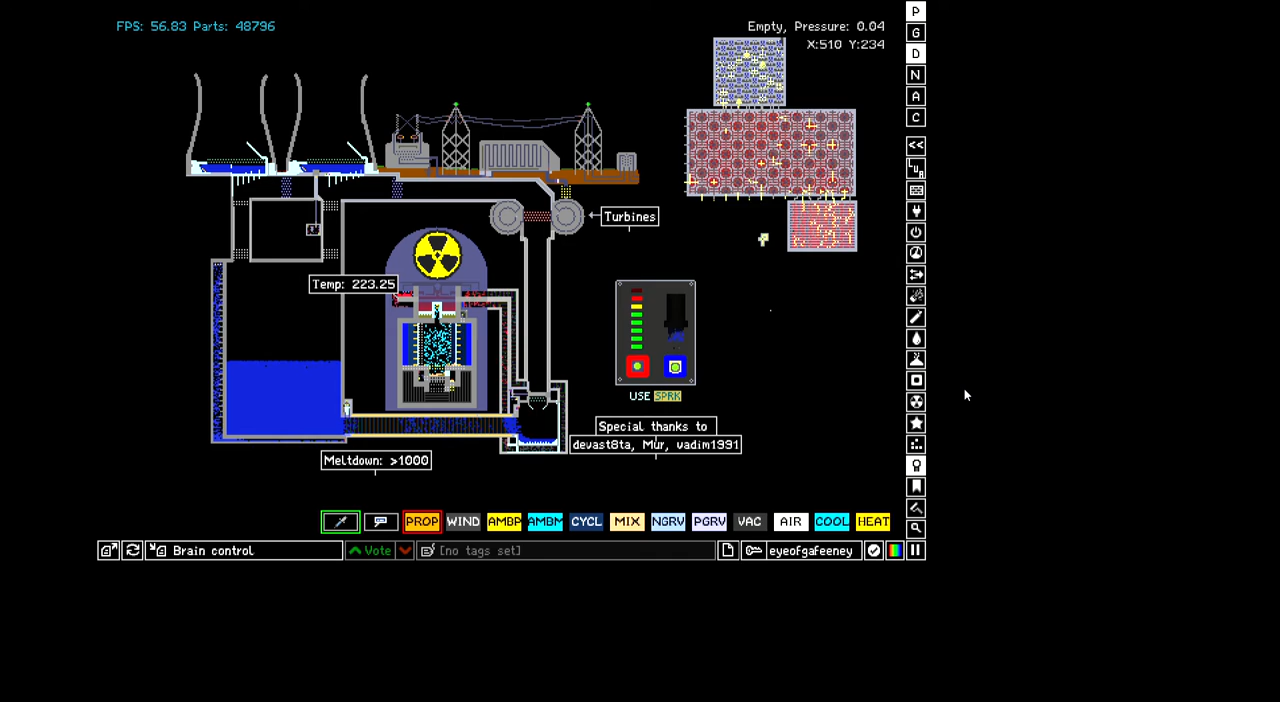 FPS: 56.83 Parts: 48796
Empty, Pressure: 0.04
X:510 Y:234
P
G
D
N
A
C
<<
Turbines
Temp: 223.25
USE SPRK
Special thanks to
devast8ta, Mur, vadim1991
Meltdown: >1000
PROP WIND AMBP AMBM CYCL MIX NGRV PGRV VAC AIR COOL HEAT
Brain control Vote [no tags set] eyeofgafeeney